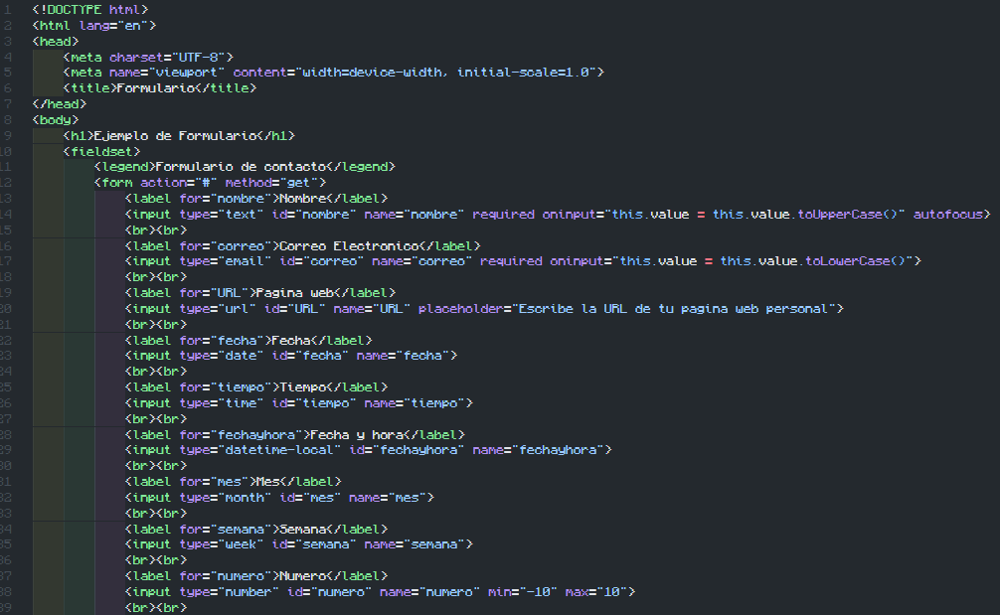 1 <!DOCTYPE html>
2 <html lang="en">
3 <head>
4 <meta charset="UTF-8">
5 <meta name="viewport" content="width=device-width, initial-scale=1.0">
6 <title>Formulario</title>
7 </head>
8 <body>
9 <h1>Ejemplo de Formulario</h1>
10 <fieldset>
11 <legend>Formulario de contacto</legend>
12 <form action="#" method="get">
13 <label for="nombre">Nombre</label>
14 <input type="text" id="nombre" name="nombre" required oninput="this.value = this.value.toUpperCase()" autofocus>
15 <br><br>
16 <label for="correo">Correo Electronico</label>
17 <input type="email" id="correo" name="correo" required oninput="this.value = this.value.toLowerCase()">
18 <br><br>
19 <label for="URL">Pagina web</label>
20 <input type="url" id="URL" name="URL" placeholder="Escribe la URL de tu pagina web personal">
21 <br><br>
22 <label for="fecha">Fecha</label>
23 <input type="date" id="fecha" name="fecha">
24 <br><br>
25 <label for="tiempo">Tiempo</label>
26 <input type="time" id="tiempo" name="tiempo">
27 <br><br>
28 <label for="fechayhora">Fecha y hora</label>
29 <input type="datetime-local" id="fechayhora" name="fechayhora">
30 <br><br>
31 <label for="mes">Mes</label>
32 <input type="month" id="mes" name="mes">
33 <br><br>
34 <label for="semana">Semana</label>
35 <input type="week" id="semana" name="semana">
36 <br><br>
37 <label for="numero">Numero</label>
38 <input type="number" id="numero" name="numero" min="-10" max="10">
39 <br><br>